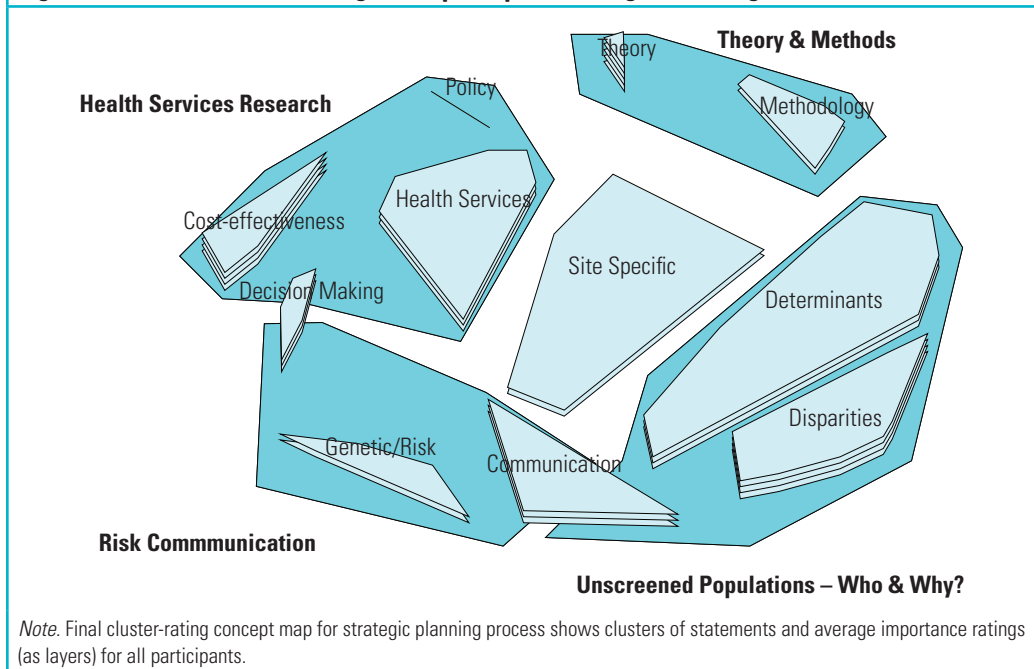 Theory & Methods
Theory
Methodology
Health Services Research
Policy
Cost-effectiveness
Health Services
Decision Making
Site Specific
Determinants
Disparities
Genetic/Risk
Communication
Risk Commmunication
Unscreened Populations – Who & Why?
Note. Final cluster-rating concept map for strategic planning process shows clusters of statements and average importance ratings
(as layers) for all participants.